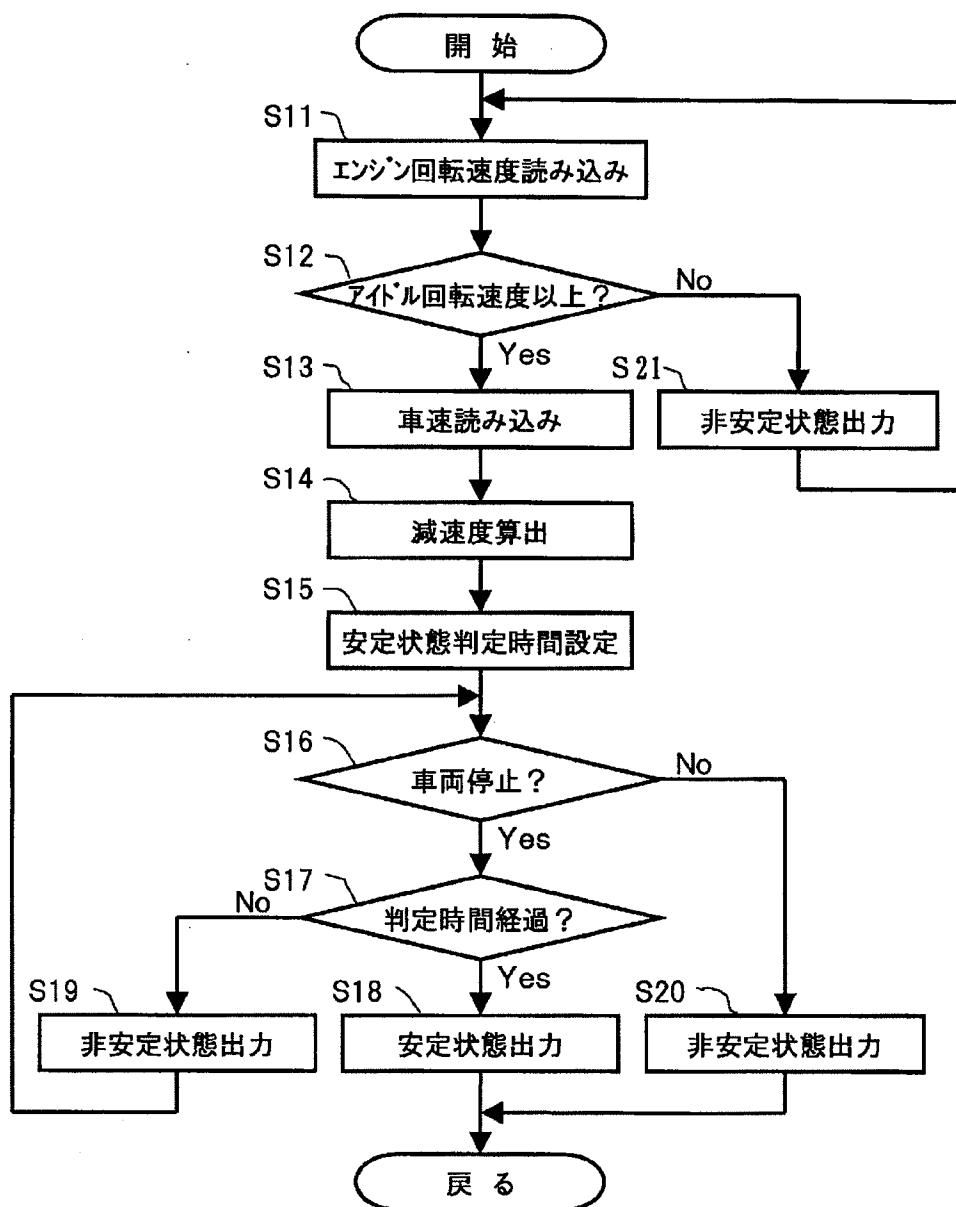 開 始
S11
エンジン回転速度読み込み
S12
アイドル回転速度以上？
No
Yes
S13
車速読み込み
S21
非安定状態出力
S14
減速度算出
S15
安定状態判定時間設定
S16
車両停止？
No
Yes
S17
No
判定時間経過？
Yes
S19
非安定状態出力
S18
安定状態出力
S20
非安定状態出力
戻 る